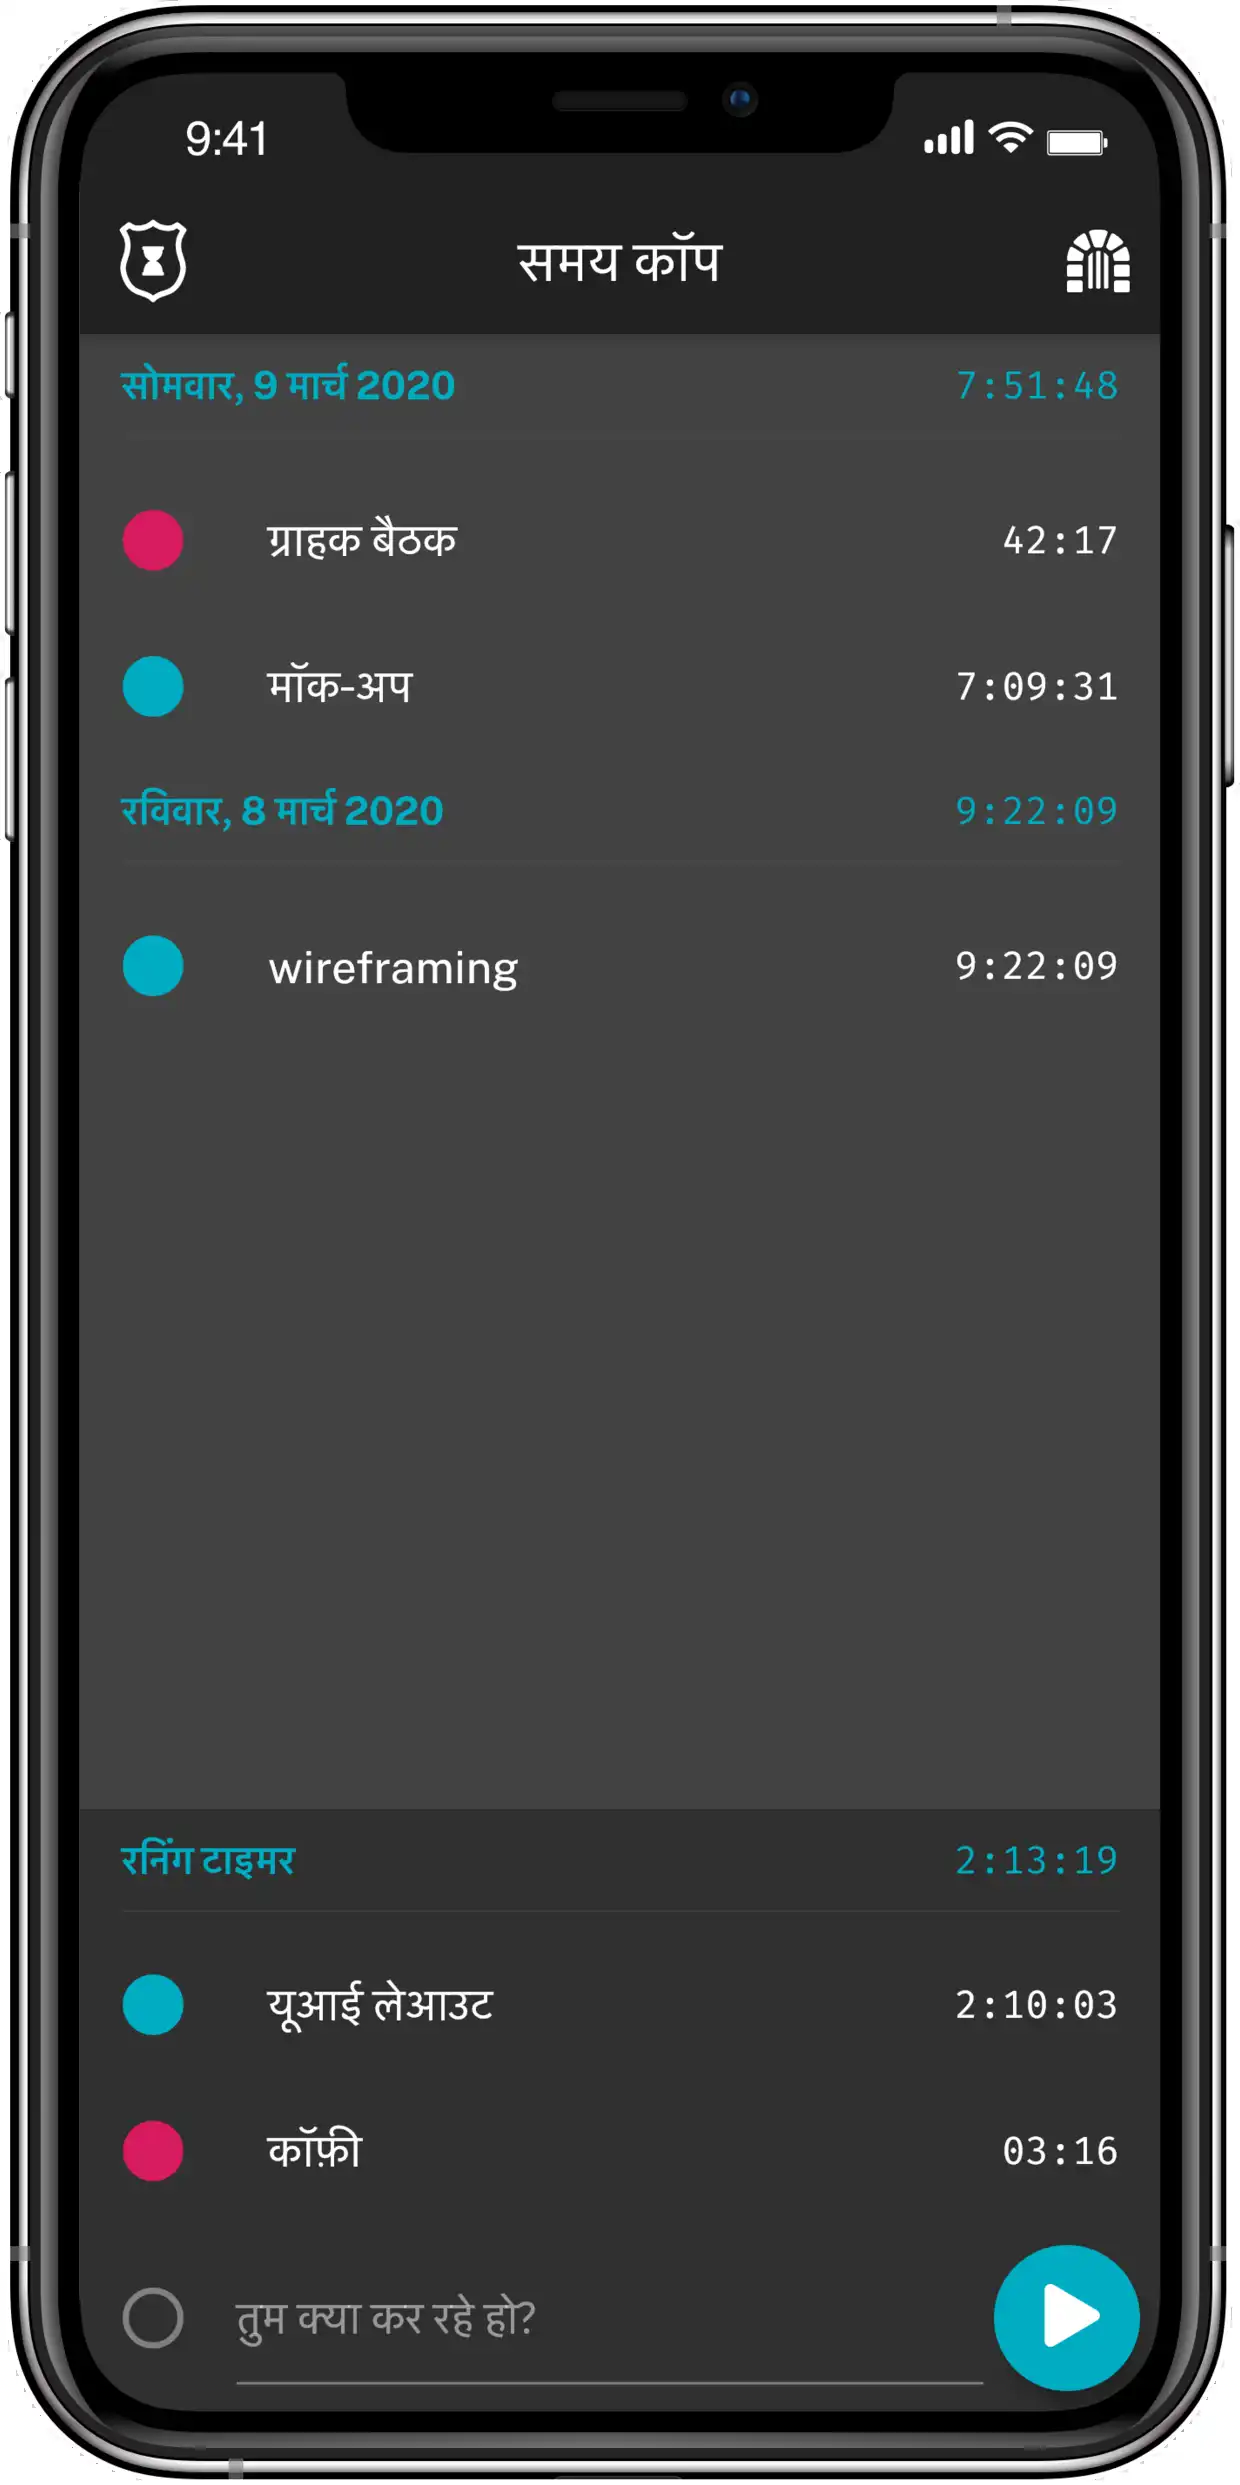 9:41
समय कॉप
सोमवार, 9 मार्च 2020 7:51:48
ग्राहक बैठक 42:17
मॉक-अप 7:09:31
रविवार, 8 मार्च 2020 9:22:09
wireframing 9:22:09
रनिंग टाइमर 2:13:19
यूआई लेआउट 2:10:03
कॉफ़ी 03:16
तुम क्या कर रहे हो?